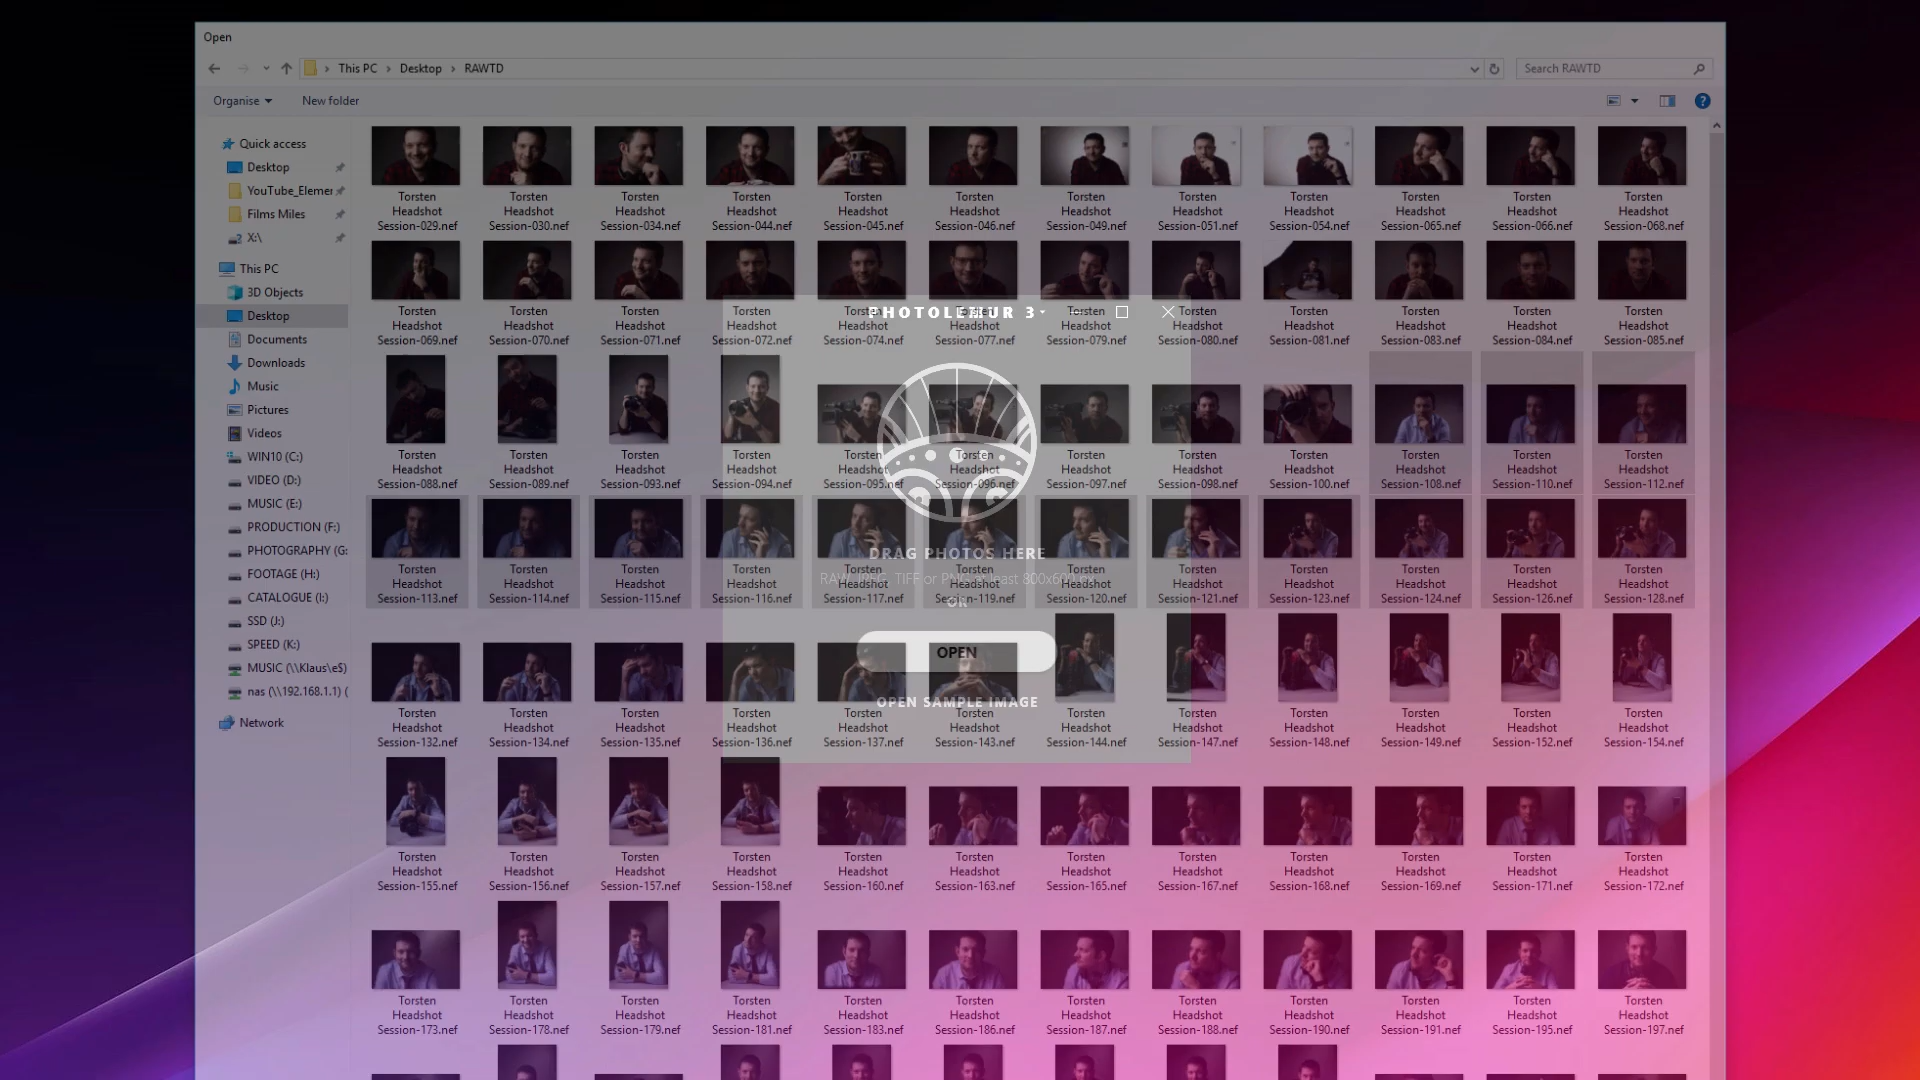 Open
This PC
Desktop
RAWTD
Search RAWTD
Organise
New folder
Quick access
Desktop
YouTube_Elemer
Films Miles
X:\
This PC
3D Objects
Desktop
Documents
Downloads
Music
Pictures
Videos
WIN10 (C:)
VIDEO (D:)
MUSIC (E:)
PRODUCTION (F:)
PHOTOGRAPHY (G:
FOOTAGE (H:)
CATALOGUE (I:)
SSD (J:)
SPEED (K:)
MUSIC (\\Klaus\e$)
nas (\\192.168.1.1) (
Network
Torsten Torsten Torsten Torsten Torsten Torsten Torsten Torsten Torsten Torsten Torsten Torsten
Headshot Headshot Headshot Headshot Headshot Headshot Headshot Headshot Headshot Headshot Headshot Headshot
Session-029.nef Session-030.nef Session-034.nef Session-044.nef Session-045.nef Session-046.nef Session-049.nef Session-051.nef Session-054.nef Session-065.nef Session-066.nef Session-068.nef
Torsten Torsten Torsten Torsten Torsten Torsten Torsten Torsten Torsten Torsten Torsten Torsten
Headshot Headshot Headshot Headshot Headshot Headshot Headshot Headshot Headshot Headshot Headshot Headshot
Session-069.nef Session-070.nef Session-071.nef Session-072.nef Session-074.nef Session-077.nef Session-079.nef Session-080.nef Session-081.nef Session-083.nef Session-084.nef Session-085.nef
Torsten Torsten Torsten Torsten Torsten Torsten Torsten Torsten Torsten Torsten Torsten Torsten
Headshot Headshot Headshot Headshot Headshot Headshot Headshot Headshot Headshot Headshot Headshot Headshot
Session-088.nef Session-089.nef Session-093.nef Session-094.nef Session-095.nef Session-096.nef Session-097.nef Session-098.nef Session-100.nef Session-108.nef Session-110.nef Session-112.nef
Torsten Torsten Torsten Torsten Torsten Torsten Torsten Torsten Torsten Torsten Torsten Torsten
Headshot Headshot Headshot Headshot Headshot Headshot Headshot Headshot Headshot Headshot Headshot Headshot
Session-113.nef Session-114.nef Session-115.nef Session-116.nef Session-117.nef Session-119.nef Session-120.nef Session-121.nef Session-123.nef Session-124.nef Session-126.nef Session-128.nef
Torsten Torsten Torsten Torsten Torsten Torsten Torsten Torsten Torsten Torsten Torsten Torsten
Headshot Headshot Headshot Headshot Headshot Headshot Headshot Headshot Headshot Headshot Headshot Headshot
Session-132.nef Session-134.nef Session-135.nef Session-136.nef Session-137.nef Session-143.nef Session-144.nef Session-147.nef Session-148.nef Session-149.nef Session-152.nef Session-154.nef
Torsten Torsten Torsten Torsten Torsten Torsten Torsten Torsten Torsten Torsten Torsten Torsten
Headshot Headshot Headshot Headshot Headshot Headshot Headshot Headshot Headshot Headshot Headshot Headshot
Session-155.nef Session-156.nef Session-157.nef Session-158.nef Session-160.nef Session-163.nef Session-165.nef Session-167.nef Session-168.nef Session-169.nef Session-171.nef Session-172.nef
Torsten Torsten Torsten Torsten Torsten Torsten Torsten Torsten Torsten Torsten Torsten Torsten
Headshot Headshot Headshot Headshot Headshot Headshot Headshot Headshot Headshot Headshot Headshot Headshot
Session-173.nef Session-178.nef Session-179.nef Session-181.nef Session-183.nef Session-186.nef Session-187.nef Session-188.nef Session-190.nef Session-191.nef Session-195.nef Session-197.nef
PHOTOLEMUR 3
DRAG PHOTOS HERE
RAW, JPEG, TIFF or PNG at least 800x600 px
OR
OPEN
OPEN SAMPLE IMAGE